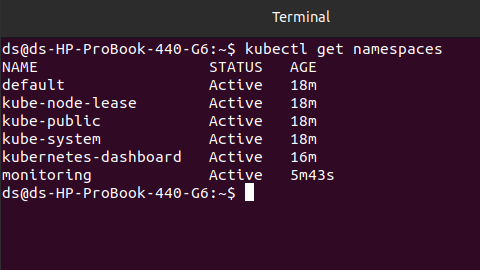 Terminal
ds@ds-HP-ProBook-440-G6:~$ kubectl get namespaces
NAME                   STATUS   AGE
default                Active   18m
kube-node-lease        Active   18m
kube-public            Active   18m
kube-system            Active   18m
kubernetes-dashboard   Active   16m
monitoring             Active   5m43s
ds@ds-HP-ProBook-440-G6:~$